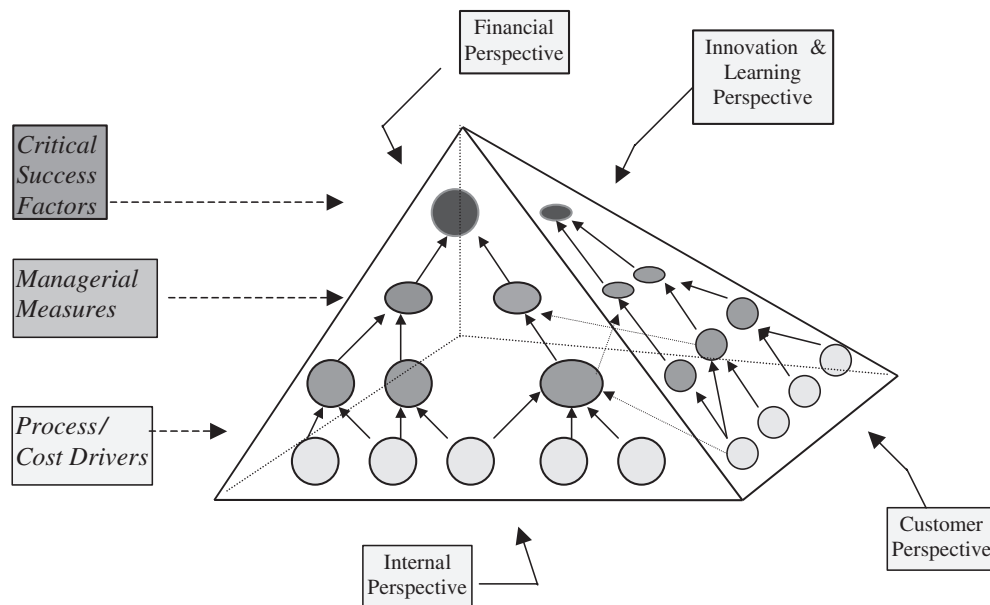 Financial
Perspective
Innovation &
Learning
Perspective
Critical
Success
Factors
Managerial
Measures
Process/
Cost Drivers
Internal
Perspective
Customer
Perspective